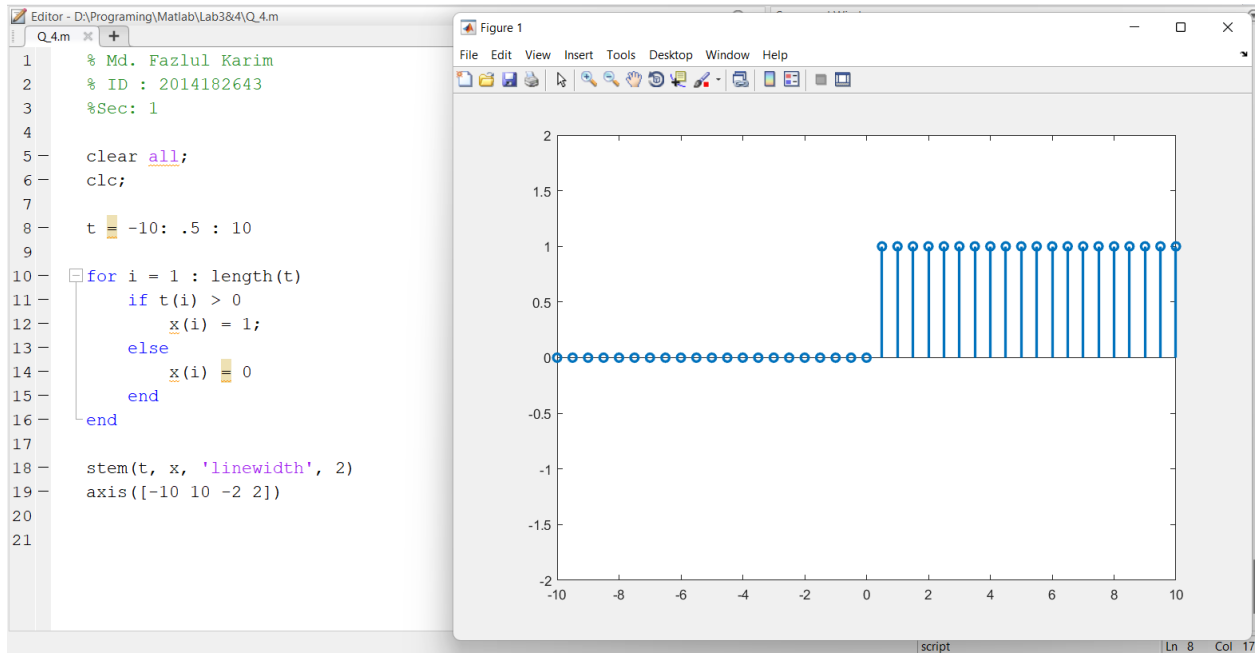 Editor - D:\Programing\Matlab\Lab3&4\Q_4.m
Q_4.m × +
1 % Md. Fazlul Karim
2 % ID : 2014182643
3 %Sec: 1
4
5 – clear all;
6 – clc;
7
8 – t = -10: .5 : 10
9
10 – for i = 1 : length(t)
11 – if t(i) > 0
12 – x(i) = 1;
13 – else
14 – x(i) = 0
15 – end
16 – end
17
18 – stem(t, x, 'linewidth', 2)
19 – axis([-10 10 -2 2])
20
21
Figure 1
File Edit View Insert Tools Desktop Window Help
2
1.5
1
0.5
0
-0.5
-1
-1.5
-2
-10 -8 -6 -4 -2 0 2 4 6 8 10
script Ln 8 Col 17